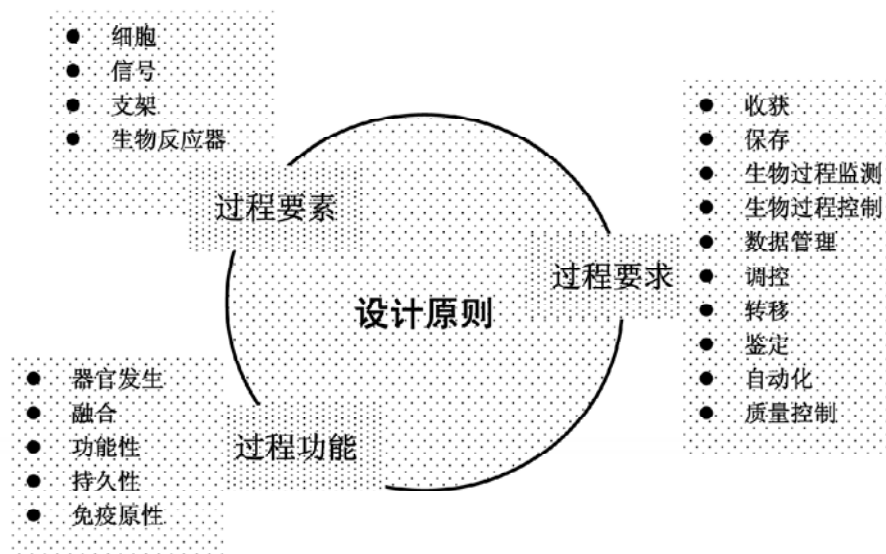 ● 细胞
● 信号
● 支架
● 生物反应器
过程要素
● 收获
● 保存
● 生物过程监测
● 生物过程控制
● 数据管理
● 调控
● 转移
● 鉴定
● 自动化
● 质量控制
过程要求
设计原则
● 器官发生
● 融合
● 功能性
● 持久性
● 免疫原性
过程功能